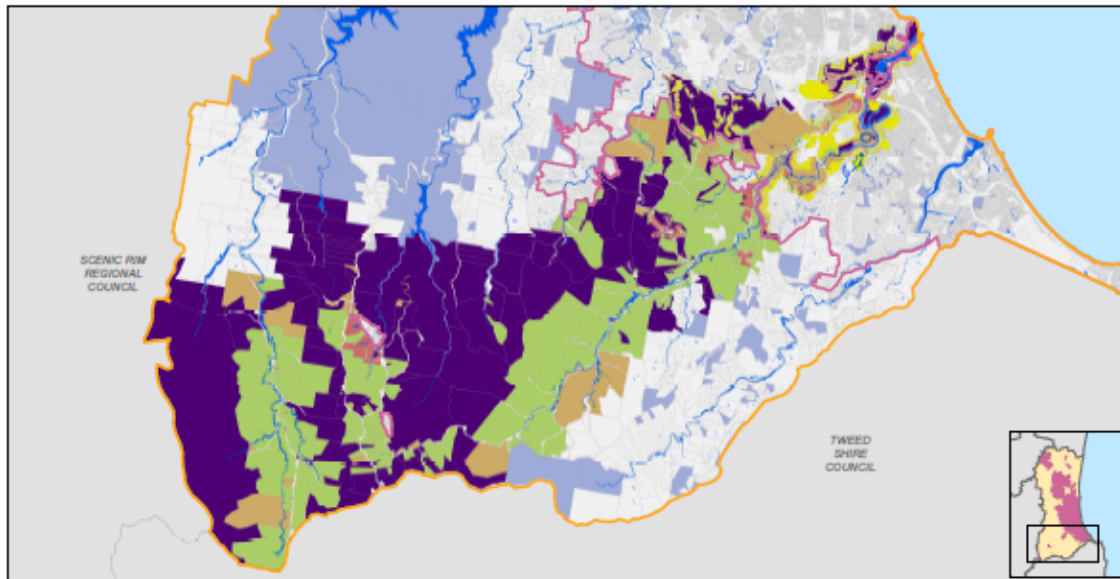 SCENIC RIM
REGIONAL
COUNCIL
TWEED
SHIRE
COUNCIL